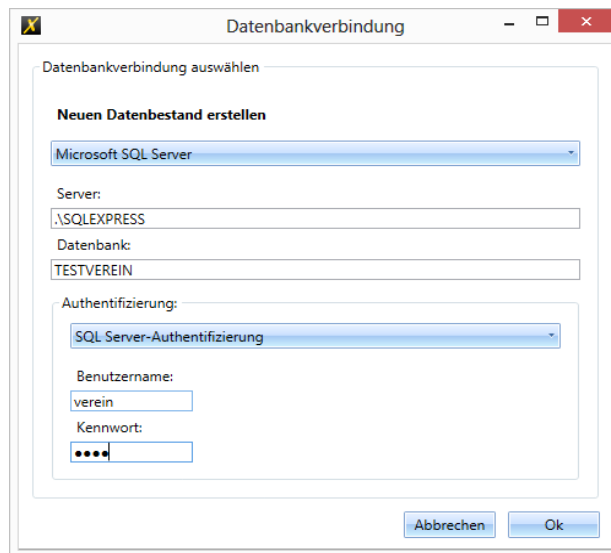 Datenbankverbindung
Datenbankverbindung auswählen
Neuen Datenbestand erstellen
Microsoft SQL Server
Server:
.\SQLEXPRESS
Datenbank:
TESTVEREIN
Authentifizierung:
SQL Server-Authentifizierung
Benutzername:
verein
Kennwort:
●●●●
Abbrechen Ok